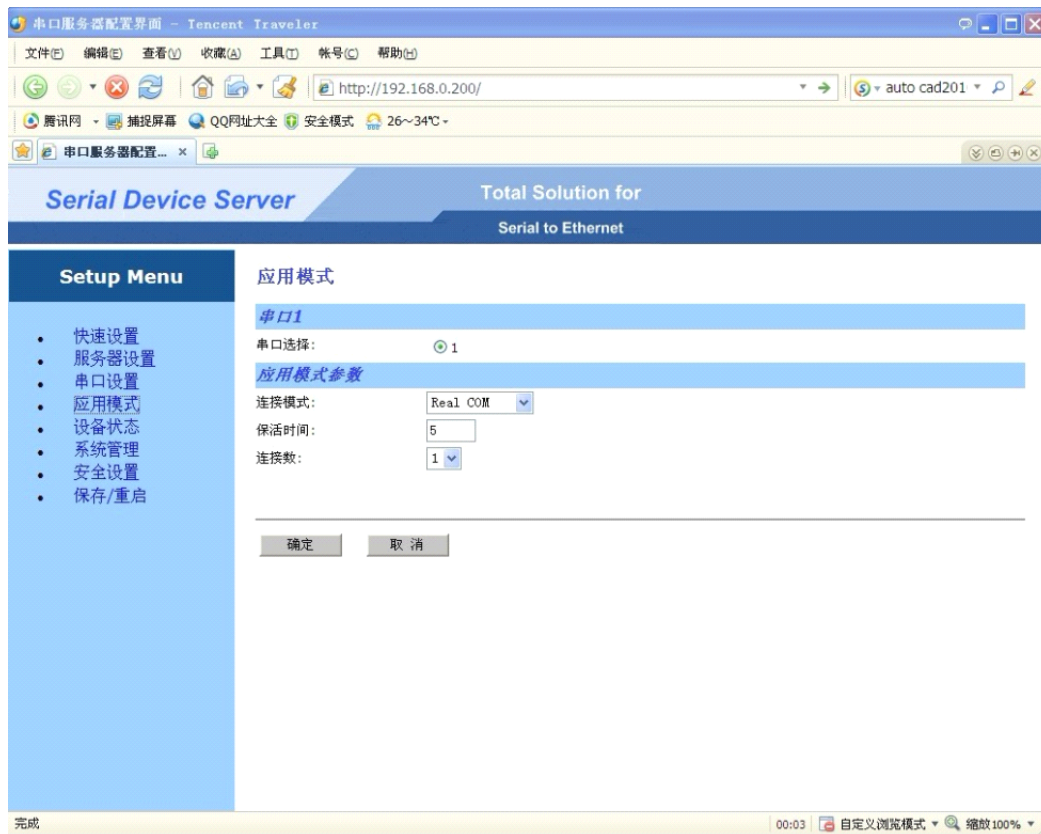 串口服务器配置界面 - Tencent Traveler
文件(F) 编辑(E) 查看(V) 收藏(A) 工具(T) 帐号(C) 帮助(H)
http://192.168.0.200/ auto cad201
腾讯网 捕捉屏幕 QQ网址大全 安全模式 26~34℃
串口服务器配置... ×
Serial Device Server
Total Solution for
Serial to Ethernet
Setup Menu
快速设置
服务器设置
串口设置
应用模式
设备状态
系统管理
安全设置
保存/重启
应用模式
串口1
串口选择: 1
应用模式参数
连接模式: Real COM
保活时间: 5
连接数: 1
确定 取 消
完成 00:03 自定义浏览模式 缩放100%